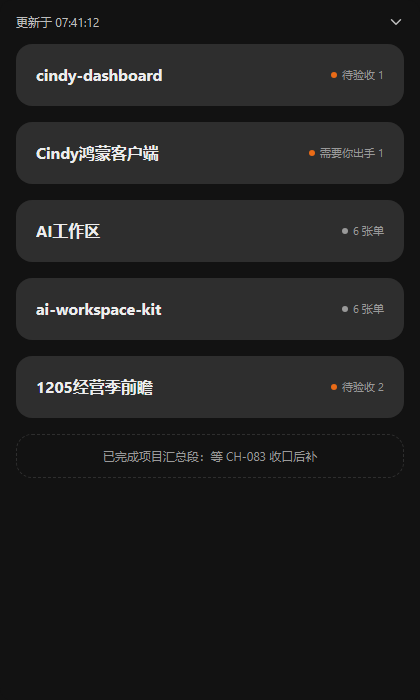 更新于 07:41:12
cindy-dashboard
待验收 1
Cindy鸿蒙客户端
需要你出手 1
AI工作区
6 张单
ai-workspace-kit
6 张单
1205经营季前瞻
待验收 2
已完成项目汇总段：等 CH-083 收口后补